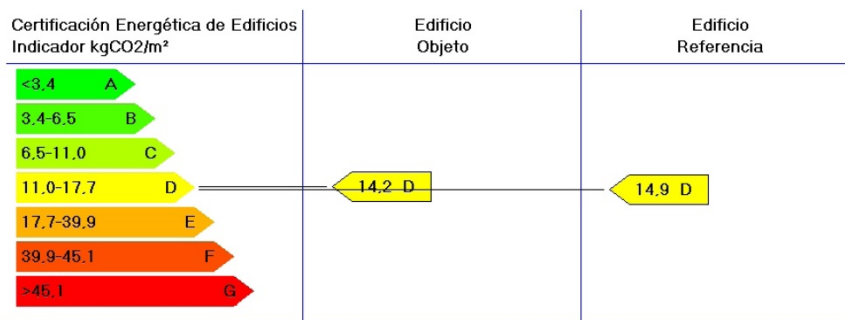 Certificación Energética de Edificios
Indicador kgCO2/m²
Edificio
Objeto
Edificio
Referencia
<3,4 A
3,4-6,5 B
6,5-11,0 C
11,0-17,7 D
14,2 D
14,9 D
17,7-39,9 E
39,9-45,1 F
>45,1 G